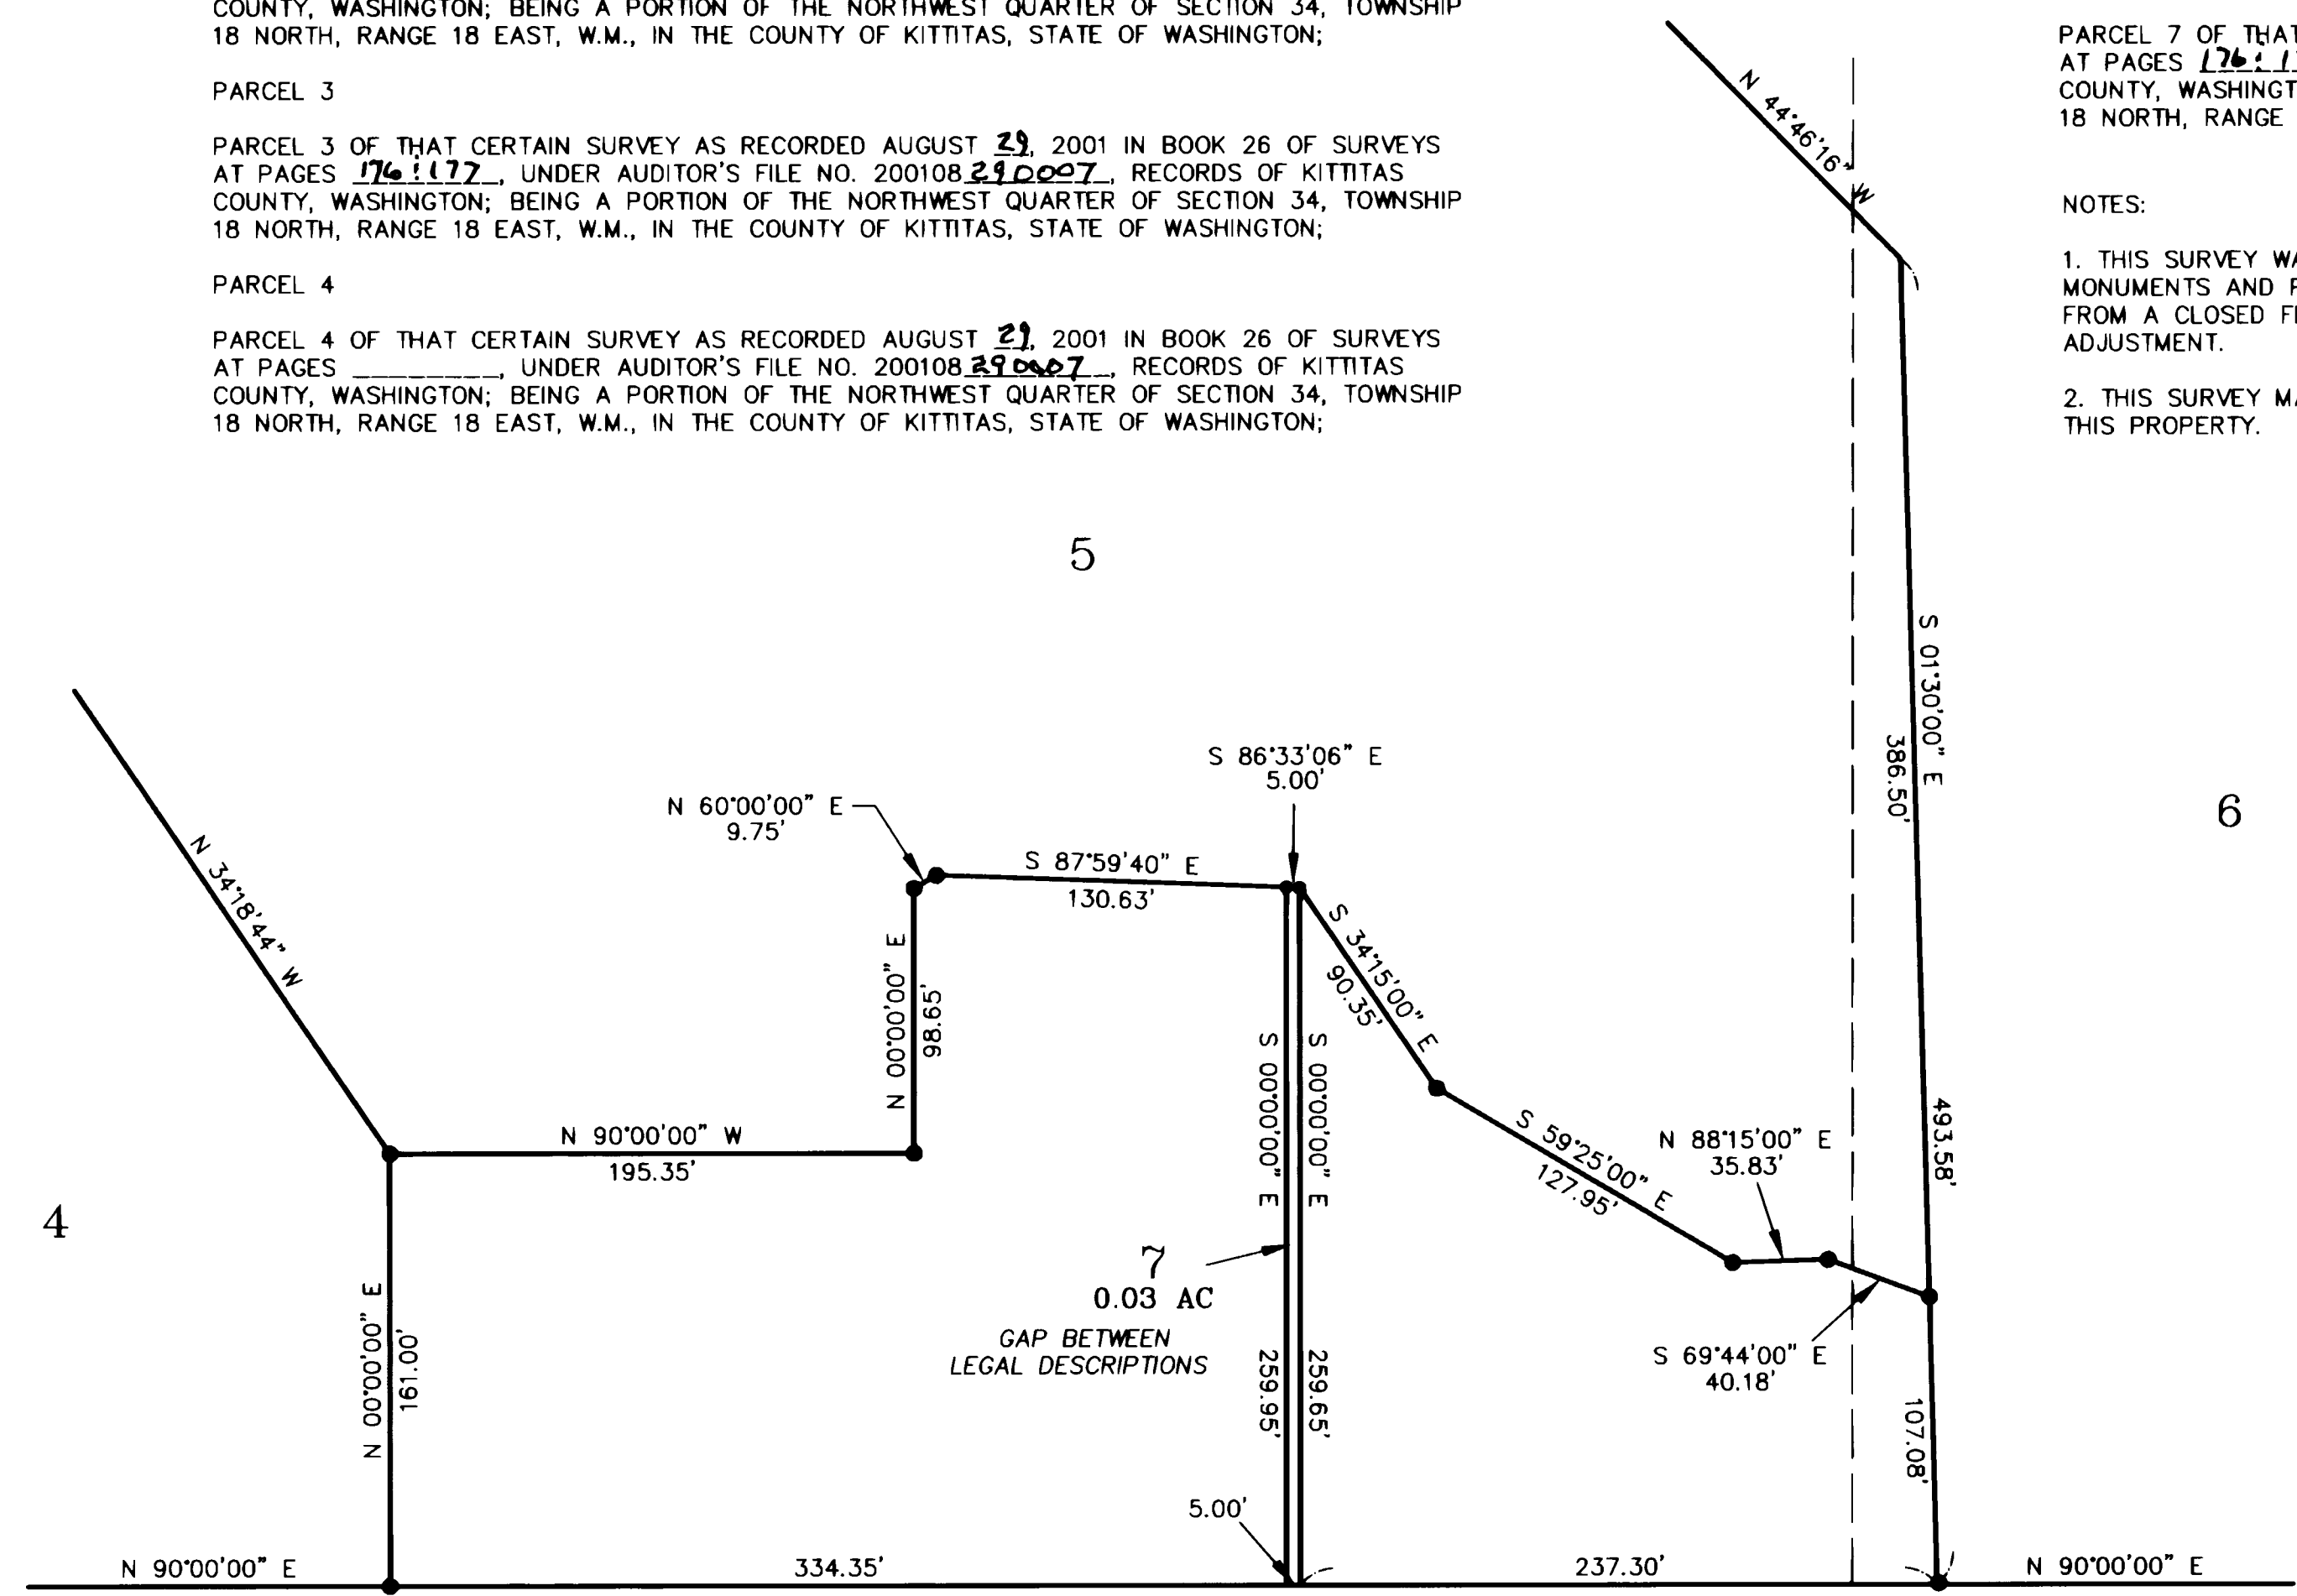 COUNTY, WASHINGTON; BEING A PORTION OF THE NORTHWEST QUARTER OF SECTION 34, TOWNSHIP
18 NORTH, RANGE 18 EAST, W.M., IN THE COUNTY OF KITTITAS, STATE OF WASHINGTON;
PARCEL 3
PARCEL 3 OF THAT CERTAIN SURVEY AS RECORDED AUGUST 29, 2001 IN BOOK 26 OF SURVEYS
AT PAGES 176 : 177, UNDER AUDITOR'S FILE NO. 200108290007, RECORDS OF KITTITAS
COUNTY, WASHINGTON; BEING A PORTION OF THE NORTHWEST QUARTER OF SECTION 34, TOWNSHIP
18 NORTH, RANGE 18 EAST, W.M., IN THE COUNTY OF KITTITAS, STATE OF WASHINGTON;
PARCEL 4
PARCEL 4 OF THAT CERTAIN SURVEY AS RECORDED AUGUST 29, 2001 IN BOOK 26 OF SURVEYS
AT PAGES ________, UNDER AUDITOR'S FILE NO. 200108290007, RECORDS OF KITTITAS
COUNTY, WASHINGTON; BEING A PORTION OF THE NORTHWEST QUARTER OF SECTION 34, TOWNSHIP
18 NORTH, RANGE 18 EAST, W.M., IN THE COUNTY OF KITTITAS, STATE OF WASHINGTON;
PARCEL 7 OF THAT
AT PAGES 176 : 1
COUNTY, WASHINGT
18 NORTH, RANGE
NOTES:
1. THIS SURVEY WA
MONUMENTS AND
FROM A CLOSED
ADJUSTMENT.
2. THIS SURVEY MA
THIS PROPERTY.
N 44°46'16" W
5
S 01°30'00" E
386.50'
6
S 86°33'06" E
5.00'
N 60°00'00" E
9.75'
S 87°59'40" E
130.63'
N 34°18'44" W
N 00°00'00" E
98.65'
S 34°15'00" E
90.35'
S 00°00'00" E
S 00°00'00" E
N 90°00'00" W
195.35'
S 59°25'00" E
127.95'
N 88°15'00" E
35.83'
493.58'
4
7
0.03 AC
GAP BETWEEN
LEGAL DESCRIPTIONS
259.95'
259.65'
N 00°00'00" E
161.00'
S 69°44'00" E
40.18'
107.08'
5.00'
N 90°00'00" E
334.35'
237.30'
N 90°00'00" E